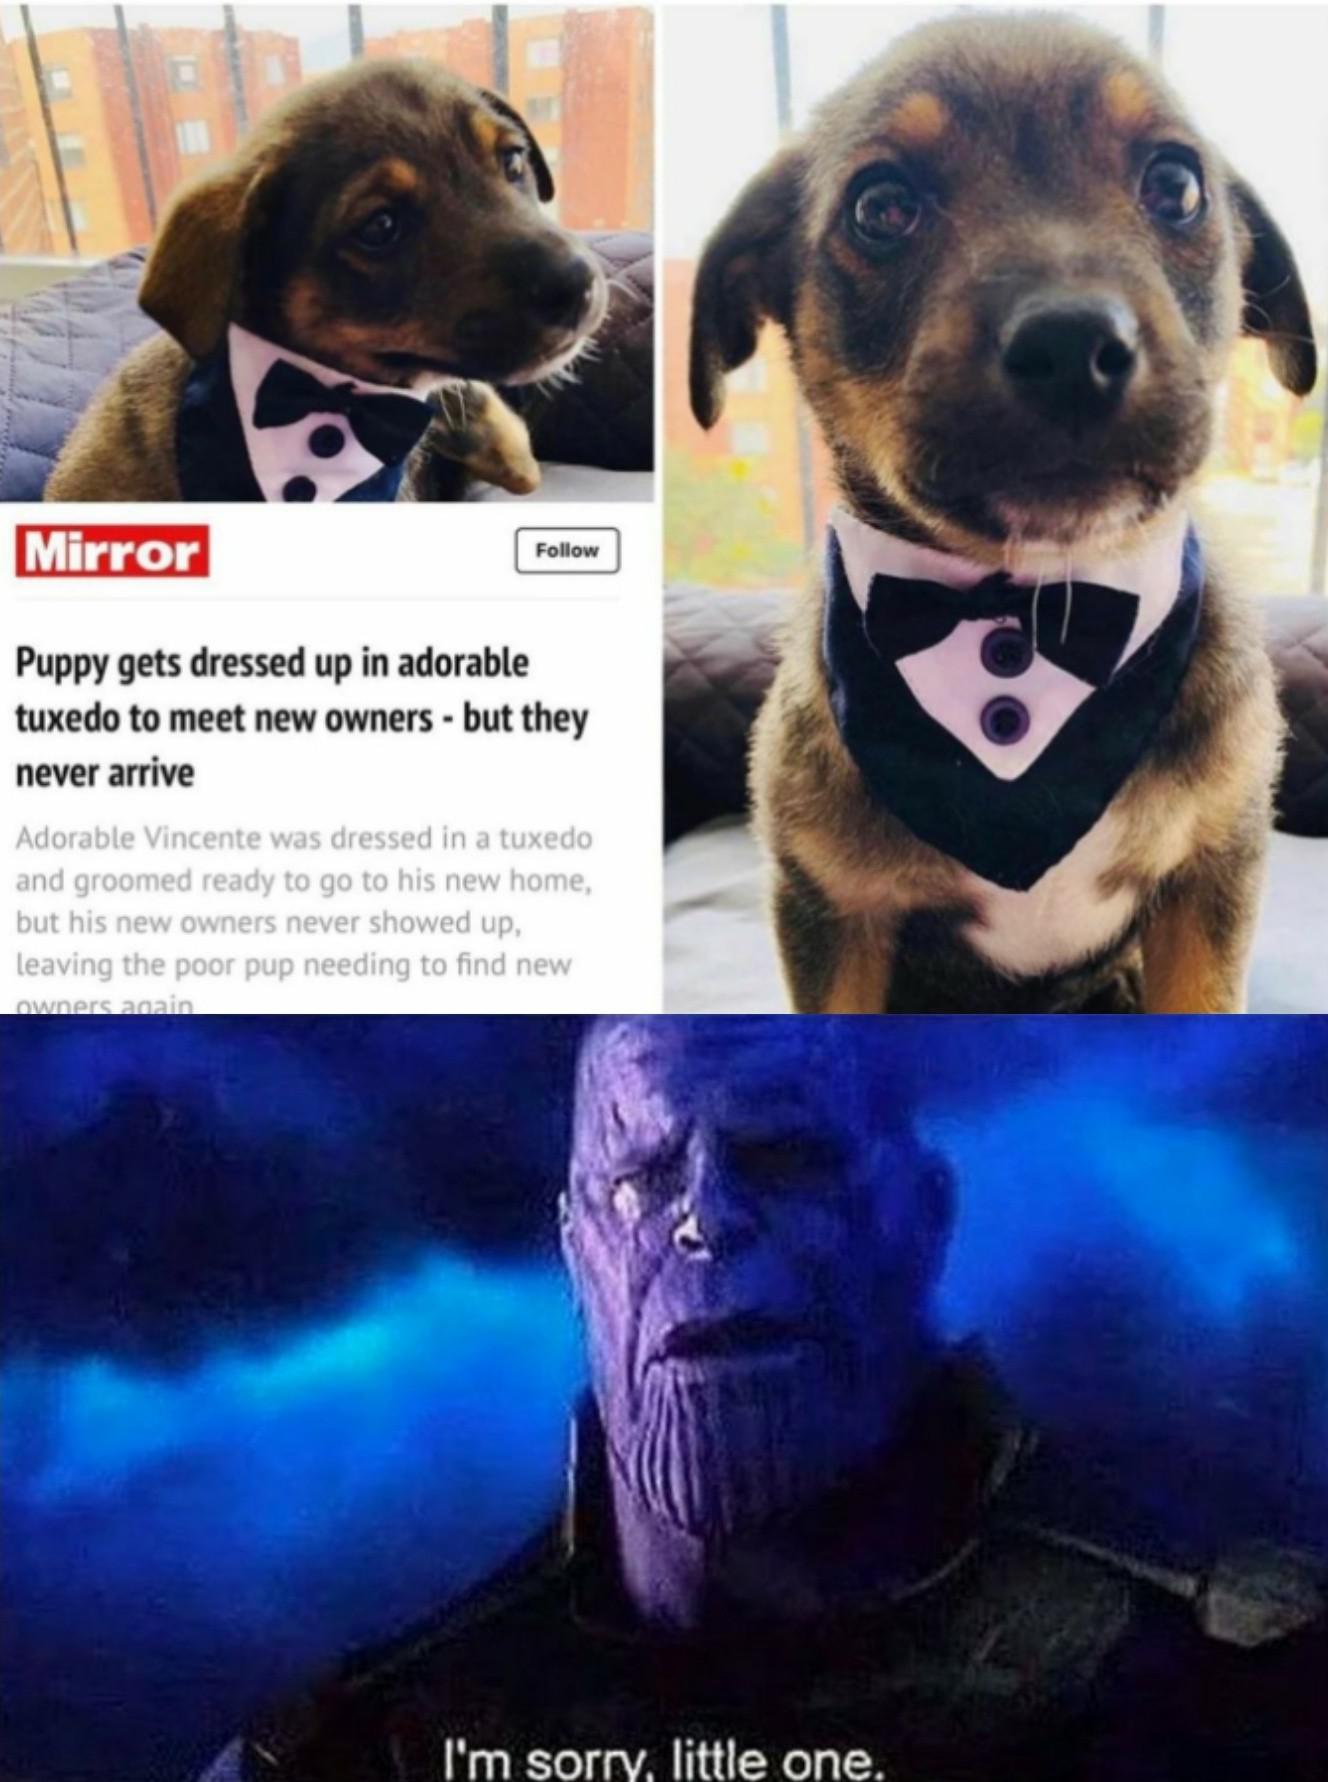 Mirror
Follow
Puppy gets dressed up in adorable
tuxedo to meet new owners - but they
never arrive
Adorable Vincente was dressed in a tuxedo
and groomed ready to go to his new home,
but his new owners never showed up,
leaving the poor pup needing to find new
owners again
I'm sorry, little one.